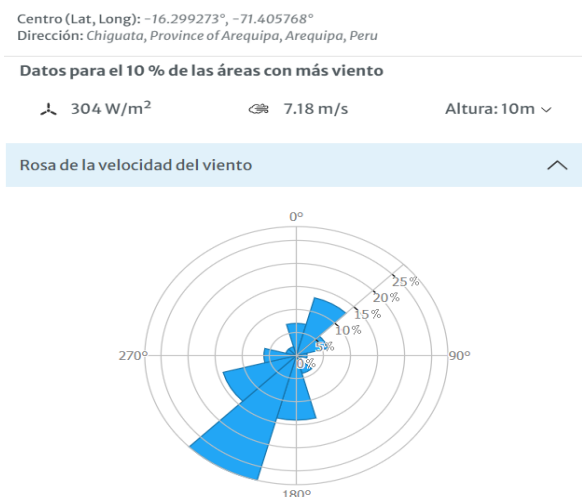 Centro (Lat, Long): -16.299273°, -71.405768°
Dirección: Chiguata, Province of Arequipa, Arequipa, Peru
Datos para el 10 % de las áreas con más viento
304 W/m² 7.18 m/s Altura: 10m
Rosa de la velocidad del viento
0°
25%
20%
15%
10%
5%
270° 0% 90°
180°